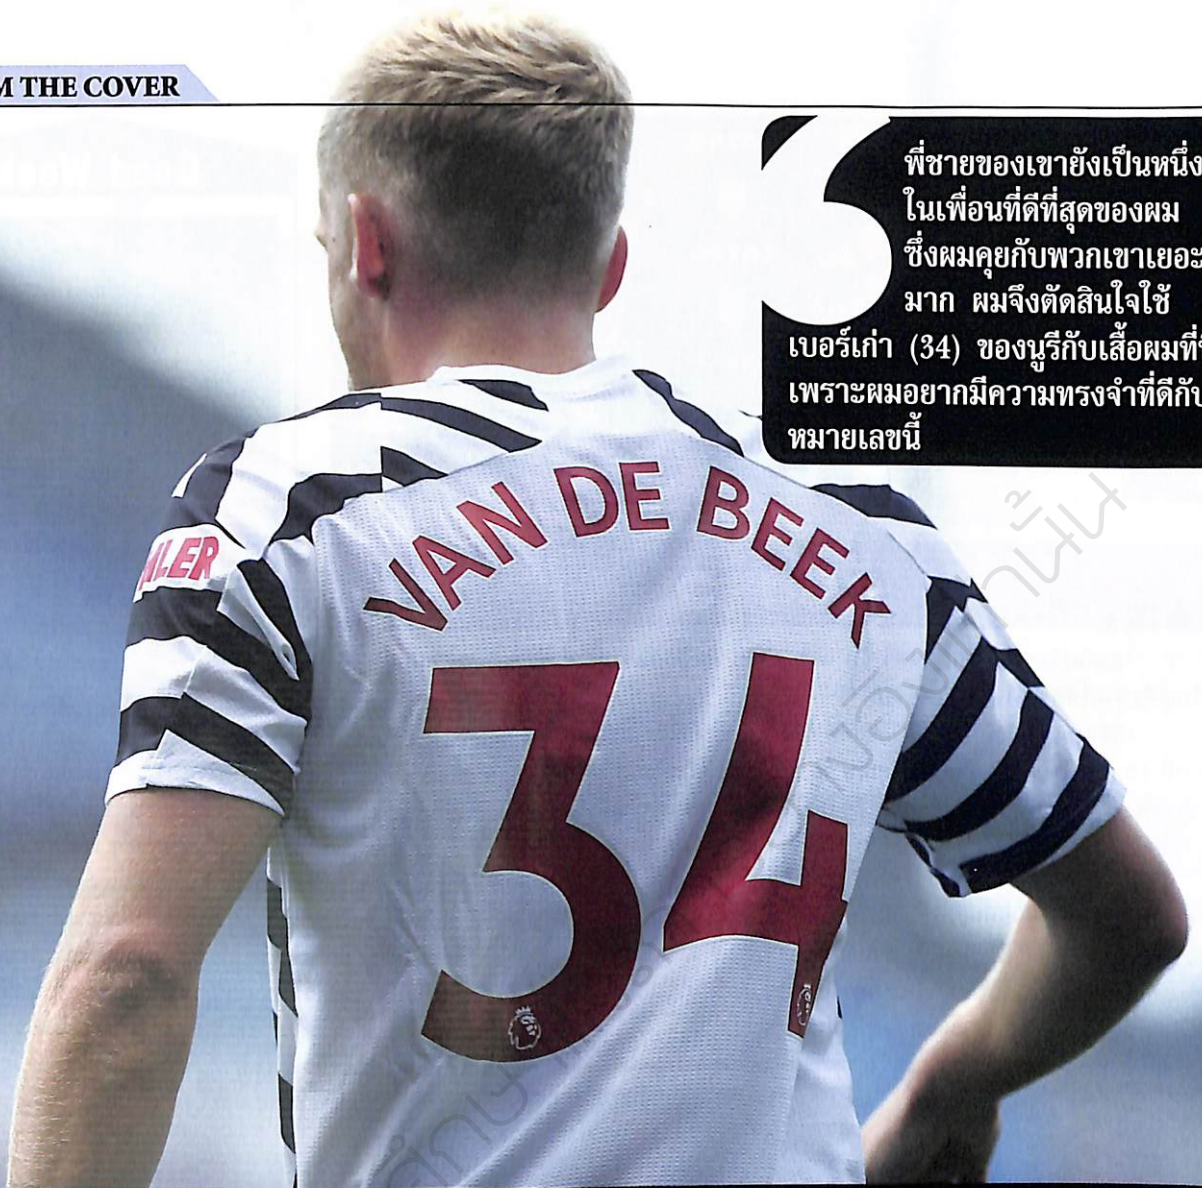 M THE COVER
พี่ชายของเขายังเป็นหนึ่ง
ในเพื่อนที่ดีที่สุดของผม
ซึ่งผมคุยกับพวกเขาเยอะ
มาก ผมจึงตัดสินใจใช้
เบอร์เก่า (34) ของนูรีกับเสื้อผม
เพราะผมอยากมีความทรงจำที่ดีกับ
หมายเลขนี้
VAN DE BEEK
34